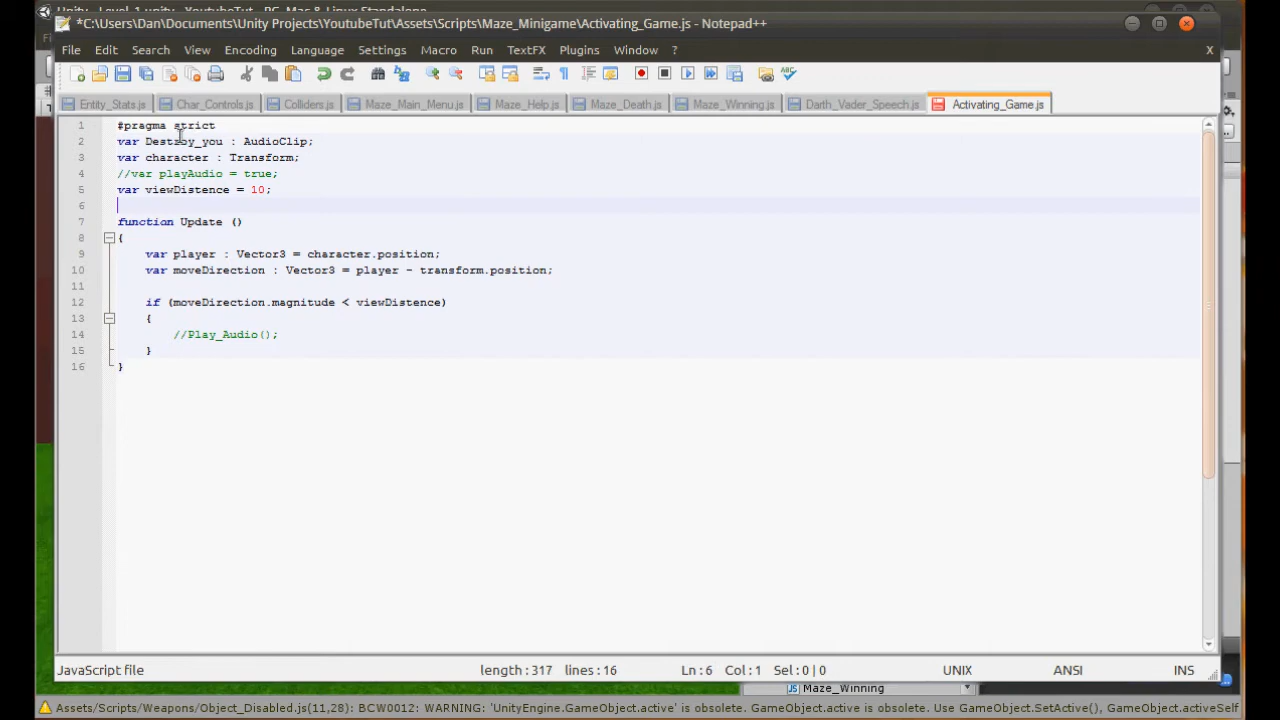 *C:\Users\Dan\Documents\Unity Projects\YoutubeTut\Assets\Scripts\Maze_Minigame\Activating_Game.js - Notepad++
File Edit Search View Encoding Language Settings Macro Run TextFX Plugins Window ? X
Entity_Stats.js Char_Controls.js Colliders.js Maze_Main_Menu.js Maze_Help.js Maze_Death.js Maze_Winning.js Darth_Vader_Speech.js Activating_Game.js
1 #pragma strict
2 var Destroy_you : AudioClip;
3 var character : Transform;
4 //var playAudio = true;
5 var viewDistence = 10;
6
7 function Update ()
8 {
9 var player : Vector3 = character.position;
10 var moveDirection : Vector3 = player - transform.position;
11
12 if (moveDirection.magnitude < viewDistence)
13 {
14 //Play_Audio();
15 }
16 }
JavaScript file length:317 lines:16 Ln:6 Col:1 Sel:0|0 UNIX ANSI INS
Maze_Winning
Assets/Scripts/Weapons/Object_Disabled.js(11,28): BCW0012: WARNING: 'UnityEngine.GameObject.active' is obsolete. GameObject.active is obsolete. Use GameObject.SetActive(), GameObject.activeSelf